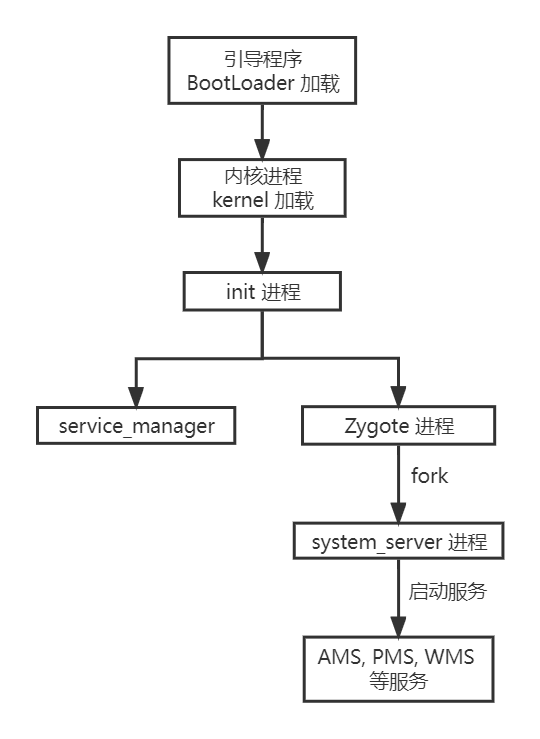 引导程序
BootLoader 加载
内核进程
kernel 加载
init 进程
service_manager
Zygote 进程
fork
system_server 进程
启动服务
AMS, PMS, WMS
等服务